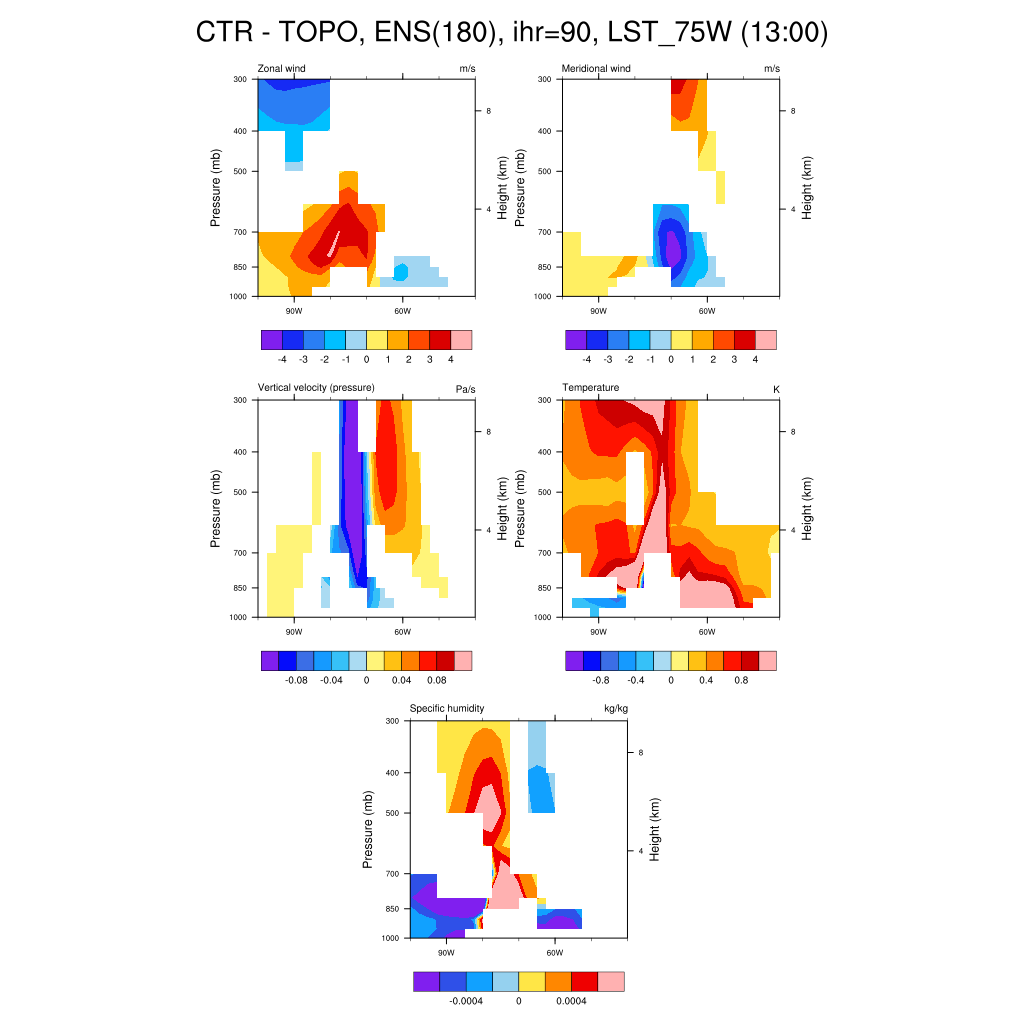 CTR - TOPO, ENS(180), ihr=90, LST_75W (13:00)
Zonal wind m/s
Meridional wind m/s
300
400
500
700
850
1000
Pressure (mb)
8
4
Height (km)
90W 60W
-4 -3 -2 -1 0 1 2 3 4
300
400
500
700
850
1000
Pressure (mb)
8
4
Height (km)
90W 60W
-4 -3 -2 -1 0 1 2 3 4
Vertical velocity (pressure) Pa/s
Temperature K
300
400
500
700
850
1000
Pressure (mb)
8
4
Height (km)
90W 60W
-0.08 -0.04 0 0.04 0.08
300
400
500
700
850
1000
Pressure (mb)
8
4
Height (km)
90W 60W
-0.8 -0.4 0 0.4 0.8
Specific humidity kg/kg
300
400
500
700
850
1000
Pressure (mb)
8
4
Height (km)
90W 60W
-0.0004 0 0.0004